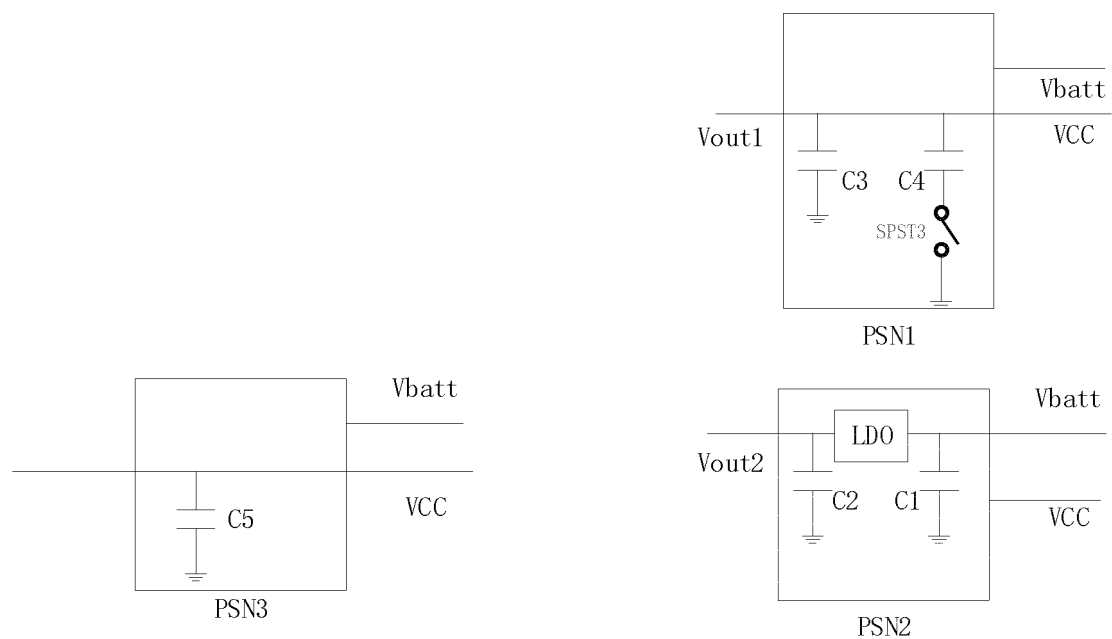 Vbatt
Vout1
VCC
C3
C4
SPST3
PSN1
Vbatt
VCC
C5
PSN3
Vbatt
LDO
Vout2
C2
C1
VCC
PSN2